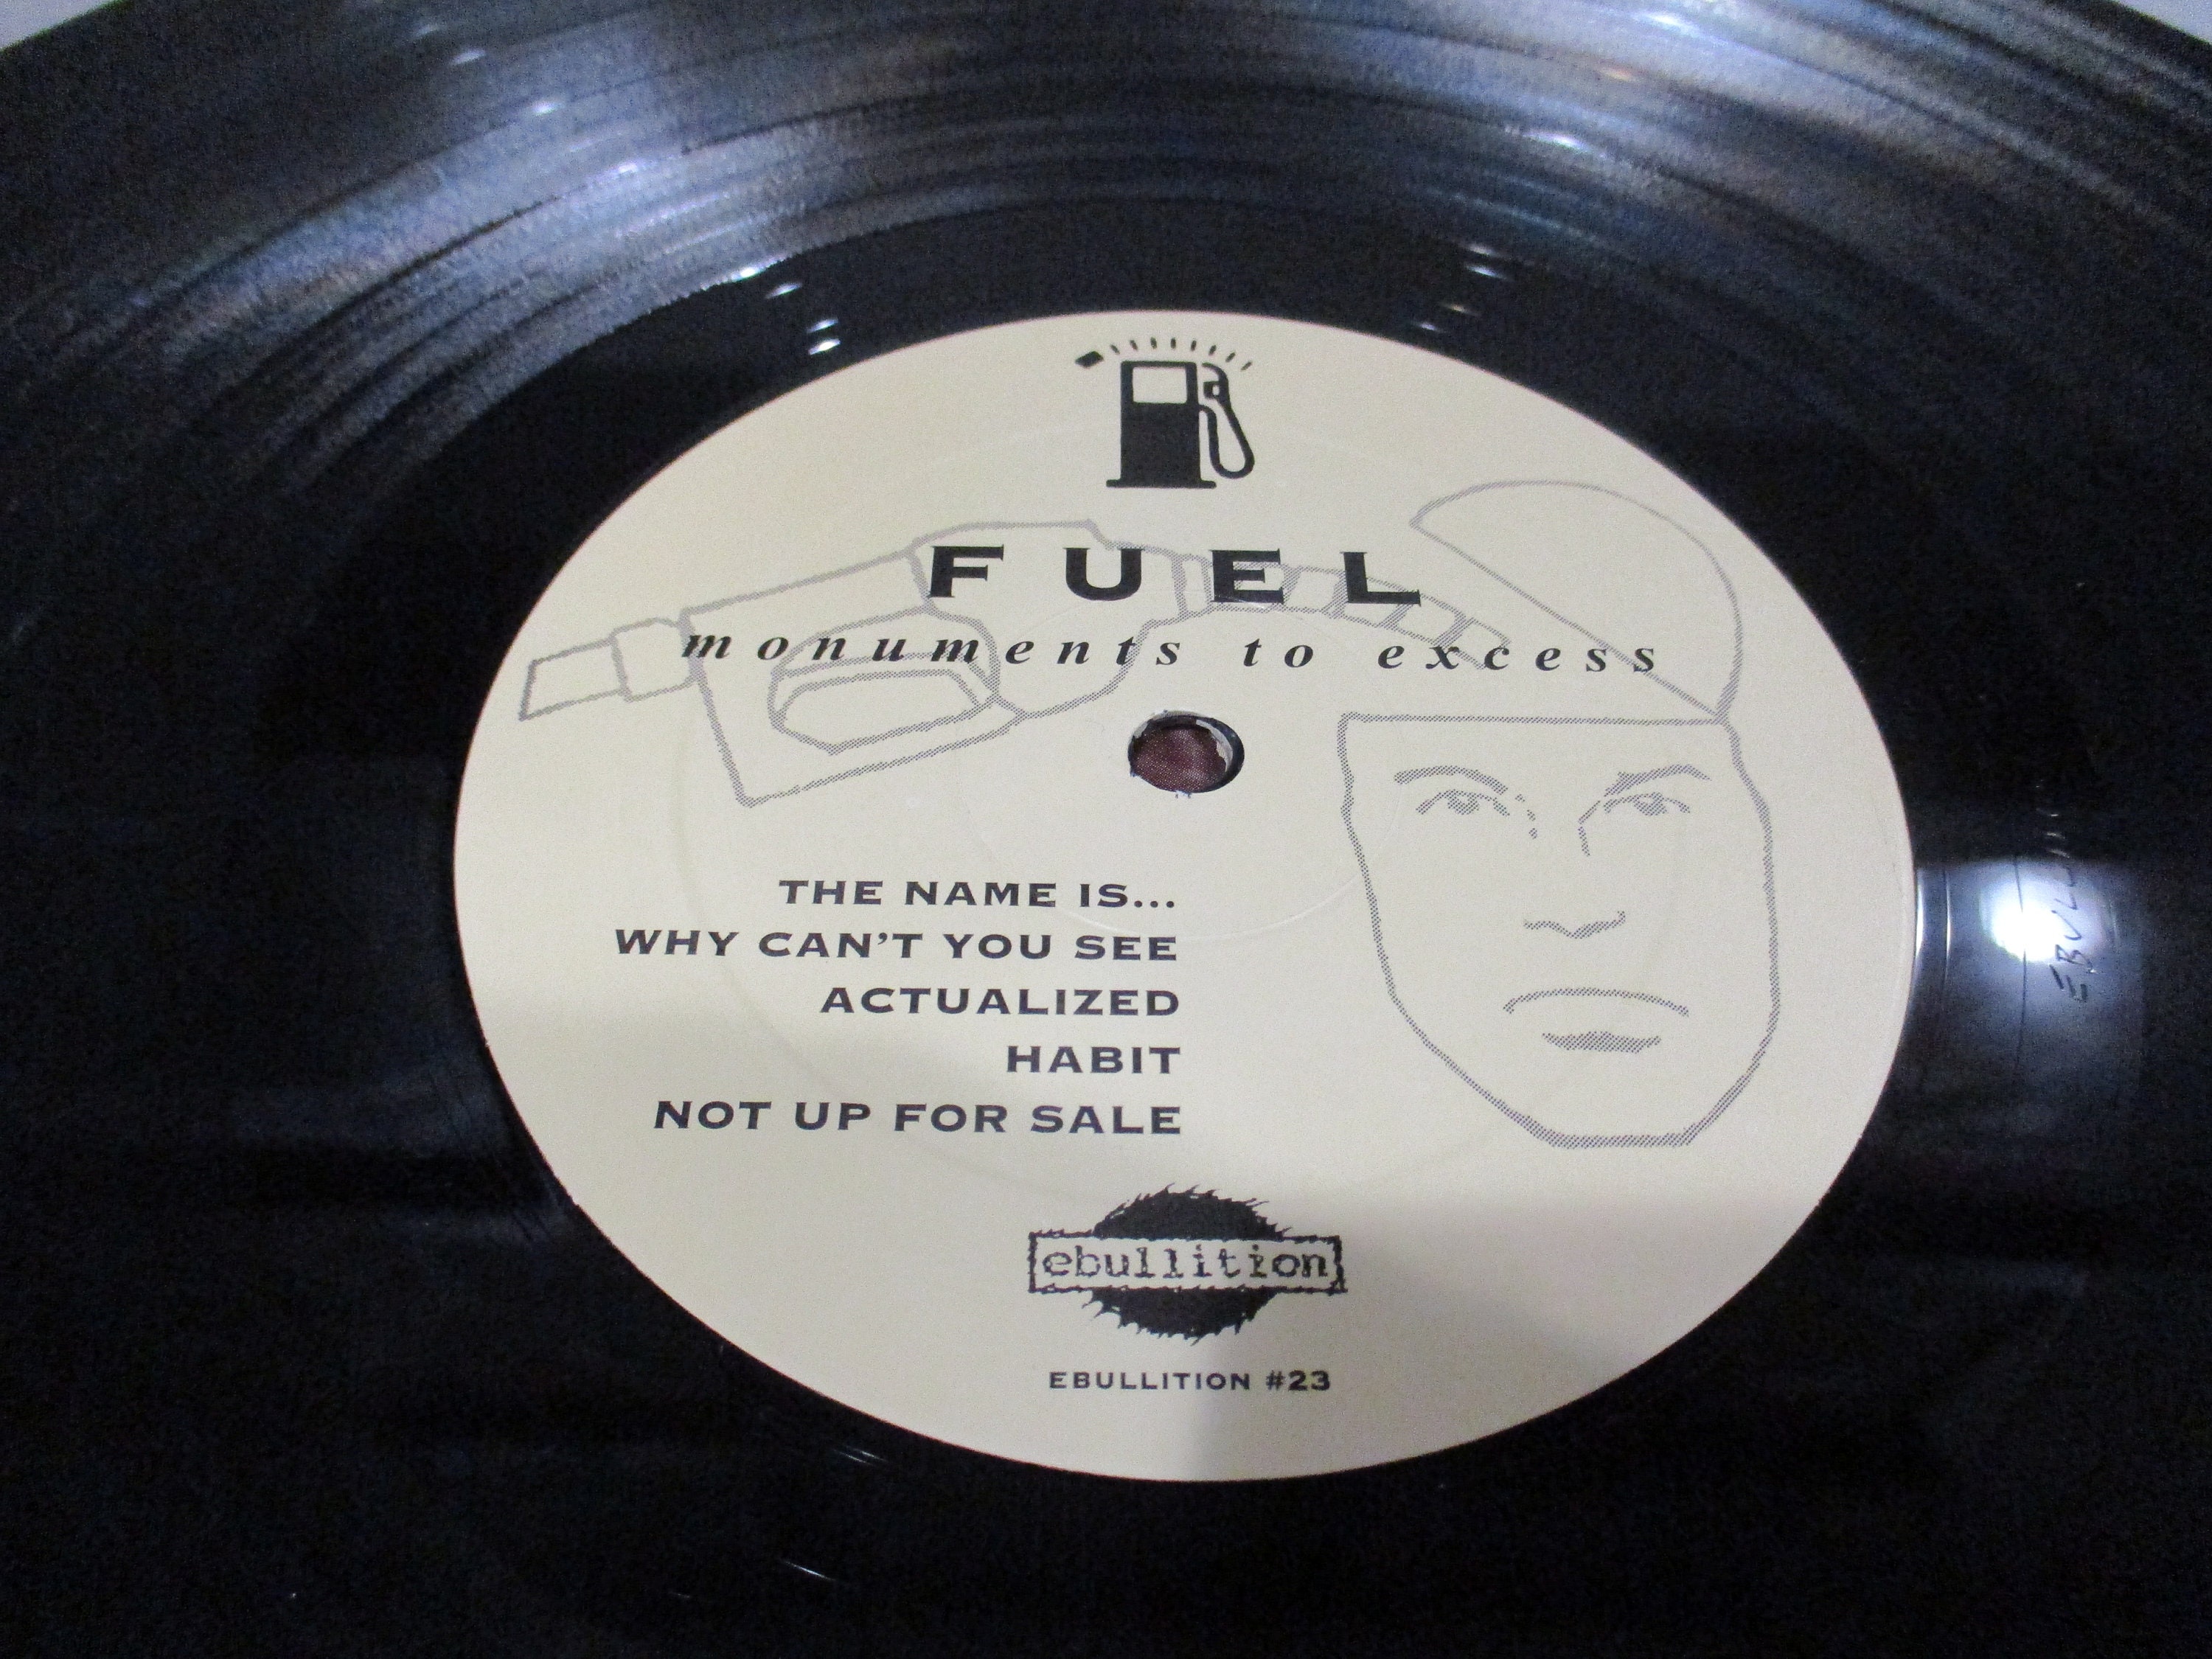 FUEL
monuments to excess
THE NAME IS...
WHY CAN'T YOU SEE
ACTUALIZED
HABIT
NOT UP FOR SALE
ebullition
EBULLITION #23